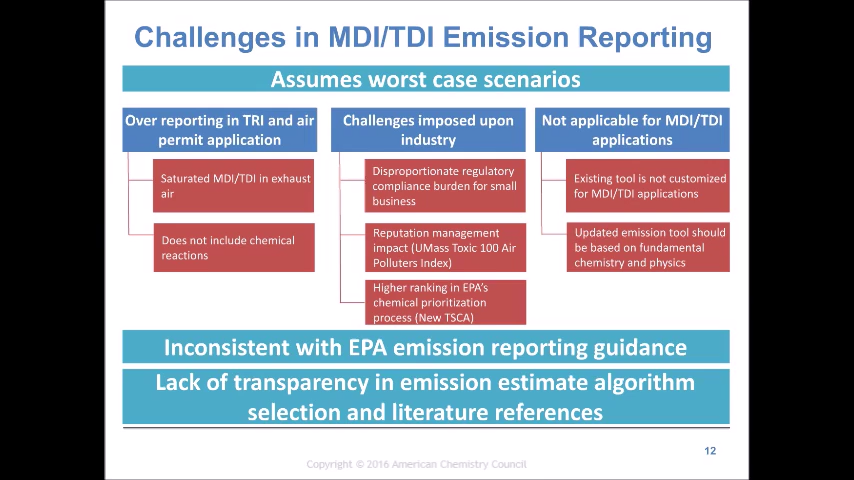 Challenges in MDI/TDI Emission Reporting
Assumes worst case scenarios
Over reporting in TRI and air
permit application
Saturated MDI/TDI in exhaust
air
Does not include chemical
reactions
Challenges imposed upon
industry
Disproportionate regulatory
compliance burden for small
business
Reputation management
impact (UMass Toxic 100 Air
Polluters Index)
Higher ranking in EPA's
chemical prioritization
process (New TSCA)
Not applicable for MDI/TDI
applications
Existing tool is not customized
for MDI/TDI applications
Updated emission tool should
be based on fundamental
chemistry and physics
Inconsistent with EPA emission reporting guidance
Lack of transparency in emission estimate algorithm
selection and literature references
12
Copyright © 2016 American Chemistry Council